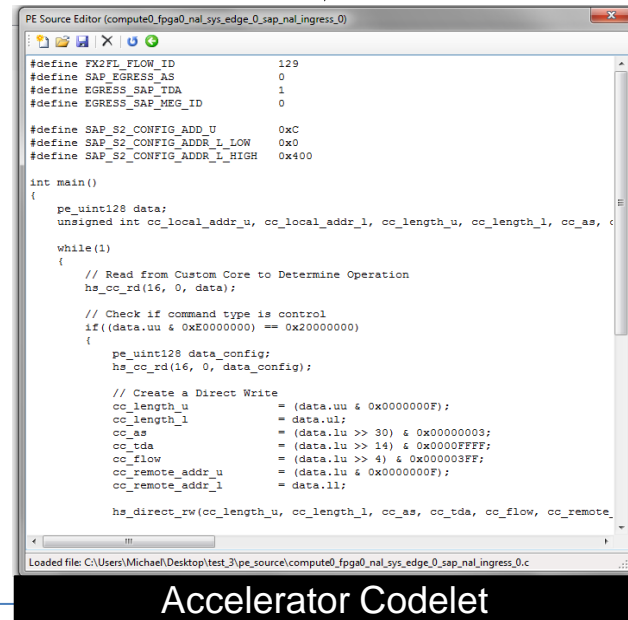 PE Source Editor (compute0_fpga0_nal_sys_edge_0_sap_nal_ingress_0)
#define FX2FL_FLOW_ID 129
#define SAP_EGRESS_AS 0
#define EGRESS_SAP_TDA 1
#define EGRESS_SAP_MEG_ID 0
#define SAP_S2_CONFIG_ADD_U 0xC
#define SAP_S2_CONFIG_ADDR_L_LOW 0x0
#define SAP_S2_CONFIG_ADDR_L_HIGH 0x400
int main()
{
pe_uint128 data;
unsigned int cc_local_addr_u, cc_local_addr_l, cc_length_u, cc_length_l, cc_as,
while(1)
{
// Read from Custom Core to Determine Operation
hs_cc_rd(16, 0, data);
// Check if command type is control
if((data.uu & 0xE0000000) == 0x20000000)
{
pe_uint128 data_config;
hs_cc_rd(16, 0, data_config);
// Create a Direct Write
cc_length_u = (data.uu & 0x0000000F);
cc_length_l = data.ul;
cc_as = (data.lu >> 30) & 0x00000003;
cc_tda = (data.lu >> 14) & 0x0000FFFF;
cc_flow = (data.lu >> 4) & 0x000003FF;
cc_remote_addr_u = (data.lu & 0x0000000F);
cc_remote_addr_l = data.ll;
hs_direct_rw(cc_length_u, cc_length_l, cc_as, cc_tda, cc_flow, cc_remote_
Loaded file: C:\Users\Michael\Desktop\test_3\pe_source\compute0_fpga0_nal_sys_edge_0_sap_nal_ingress_0.c
Accelerator Codelet